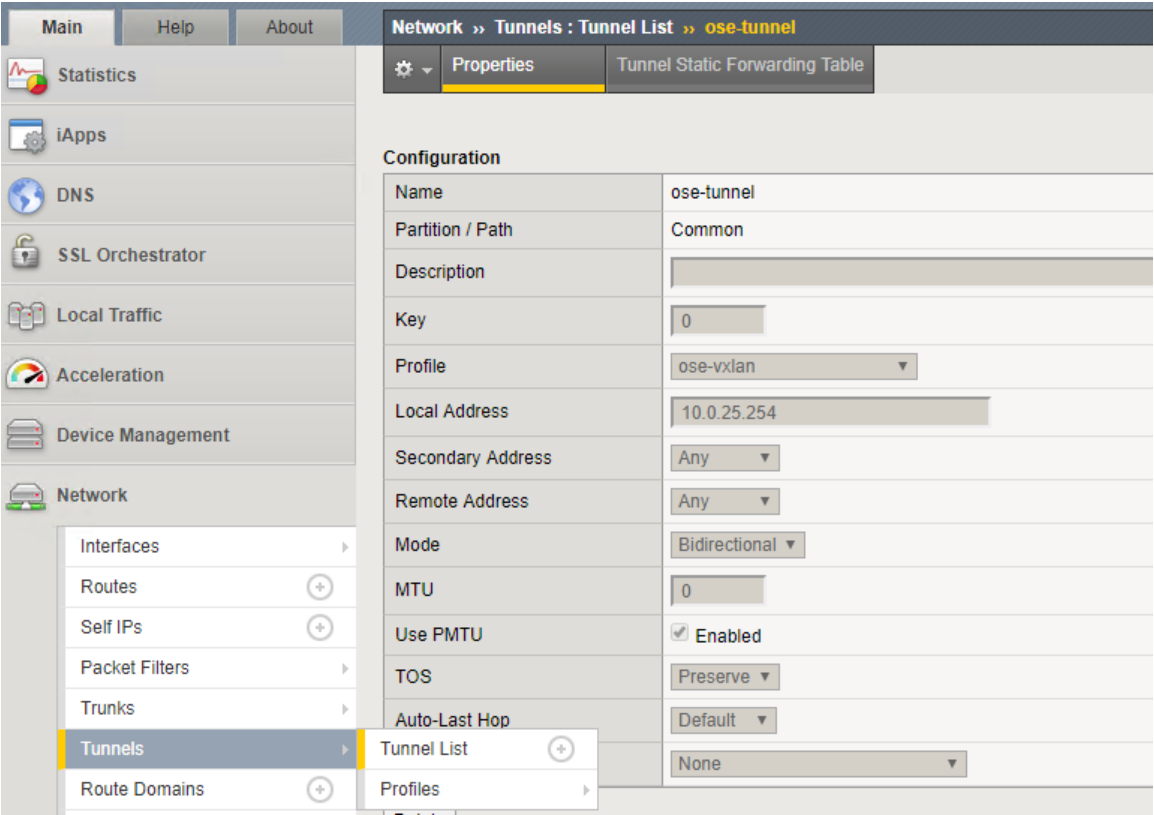 Main Help About
Network ›› Tunnels : Tunnel List ›› ose-tunnel
Properties Tunnel Static Forwarding Table
Statistics
iApps
DNS
SSL Orchestrator
Local Traffic
Acceleration
Device Management
Network
Interfaces
Routes
Self IPs
Packet Filters
Trunks
Tunnels
Route Domains
Tunnel List
Profiles
Configuration
Name ose-tunnel
Partition / Path Common
Description
Key 0
Profile ose-vxlan
Local Address 10.0.25.254
Secondary Address Any
Remote Address Any
Mode Bidirectional
MTU 0
Use PMTU Enabled
TOS Preserve
Auto-Last Hop Default
None